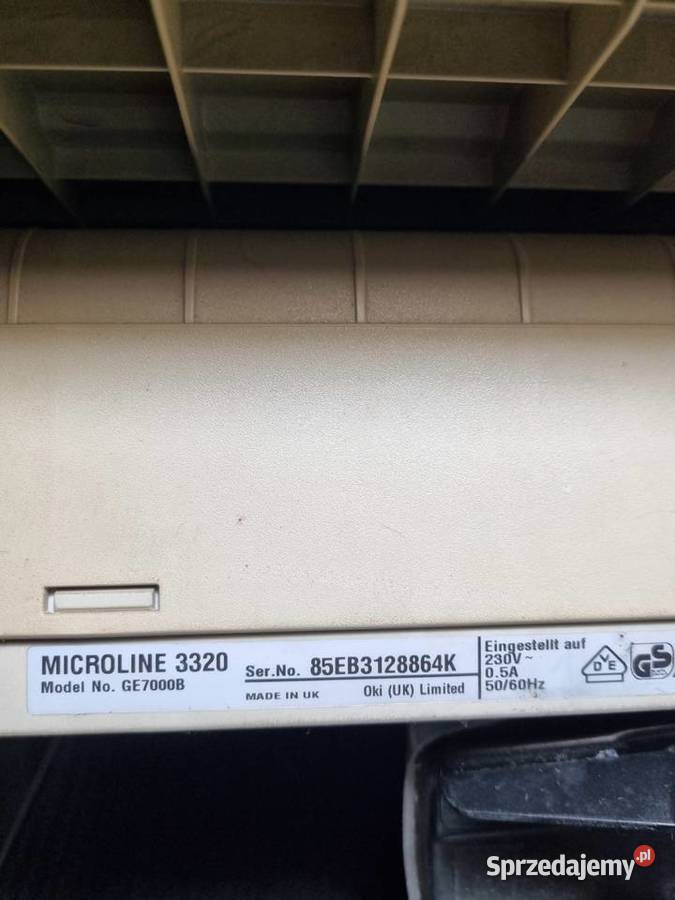 MICROLINE 3320
Model No. GE7000B
Ser.No. 85EB3128864K
MADE IN UK Oki (UK) Limited
Eingestellt auf
230V ~
0.5A
50/60Hz
DVE
GS
Sprzedajemy.pl